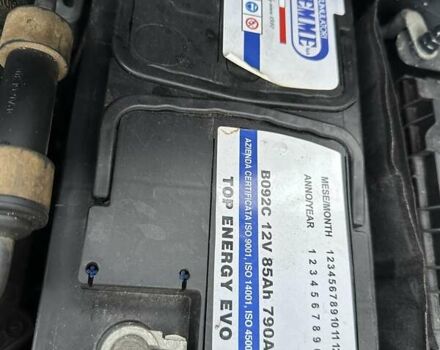 EMME
AZIENDA CERTIFICATA ISO 9001, ISO 14001, ISO 4500
B092C 12V 85Ah 790A
TOP ENERGY EVO
MESE/MONTH 1 2 3 4 5 6 7 8 9 10 11 12
ANNO/YEAR 1 2 3 4 5 6 7 8 9